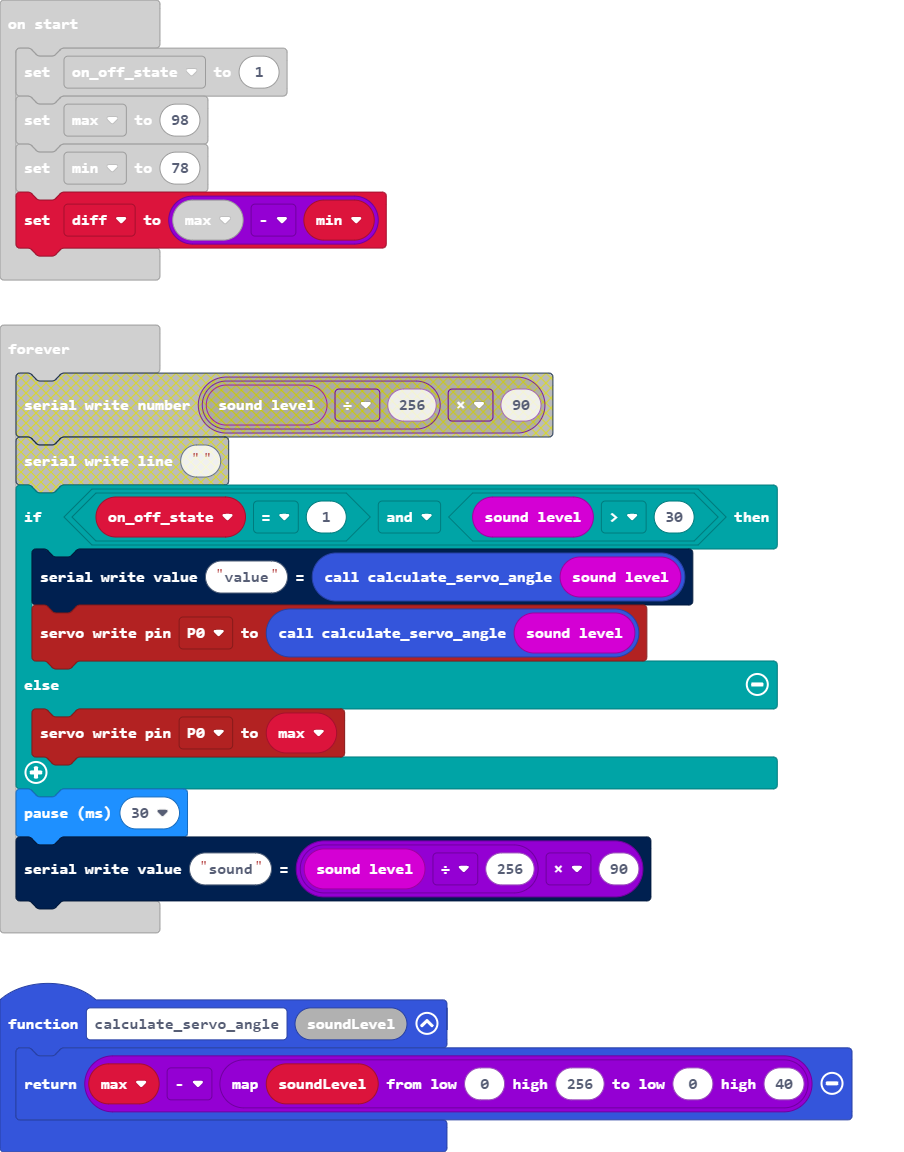 on start
set on_off_state to 1
set max to 98
set min to 78
set diff to max - min
forever
serial write number sound level ÷ 256 × 90
serial write line " "
if on_off_state = 1 and sound level > 30 then
serial write value "value" = call calculate_servo_angle sound level
servo write pin P0 to call calculate_servo_angle sound level
else
servo write pin P0 to max
pause (ms) 30
serial write value "sound" = sound level ÷ 256 × 90
function calculate_servo_angle soundLevel
return max - map soundLevel from low 0 high 256 to low 0 high 40